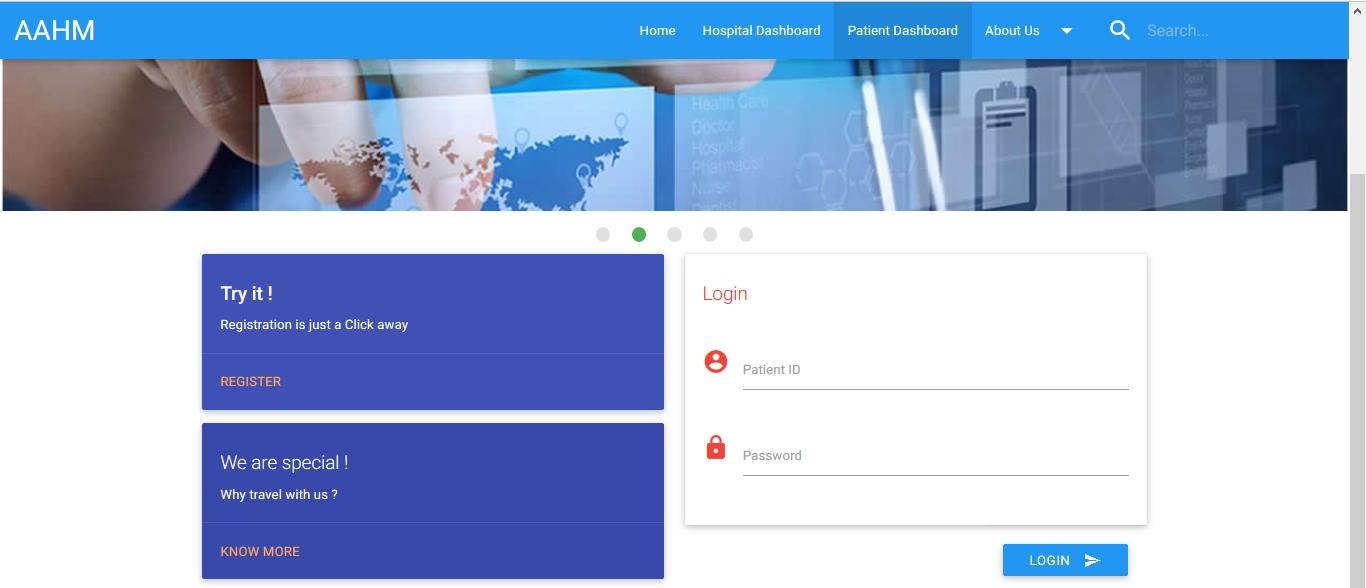 AAHM
Home
Hospital Dashboard
Patient Dashboard
About Us
Search...
Health Care
Doctor
Hospital
Pharmacist
Nurse
Dentist
Try it !
Registration is just a Click away
REGISTER
We are special !
Why travel with us ?
KNOW MORE
Login
Patient ID
Password
LOGIN